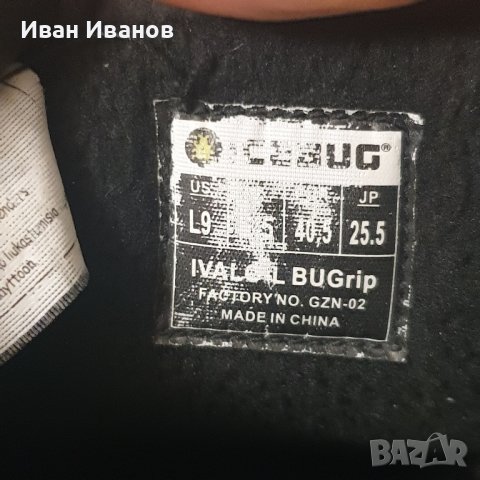 Иван Иванов
ICEBUG®
US JP
L9 40,5 25.5
IVALO-L BUGrip
FACTORY NO. GZN-02
MADE IN CHINA
BAZAR